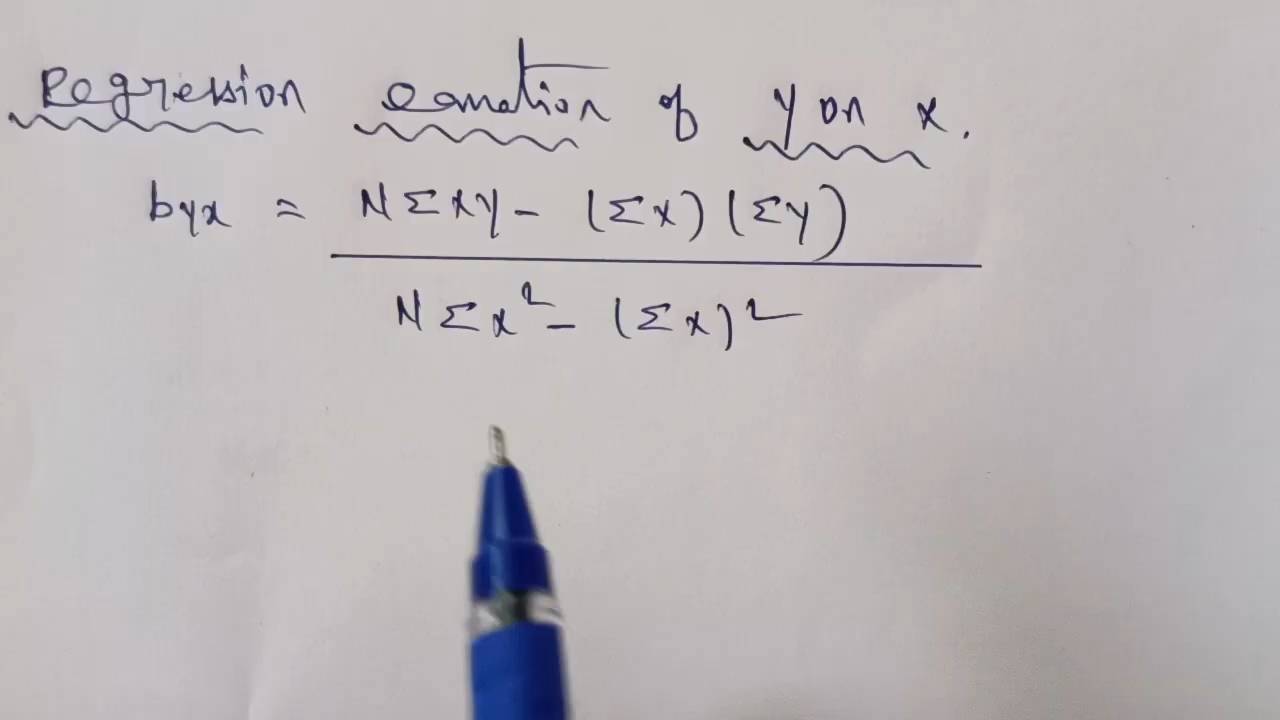 Regression equation of y on x.
byx = NΣxy - (Σx)(Σy)
NΣx² - (Σx)²